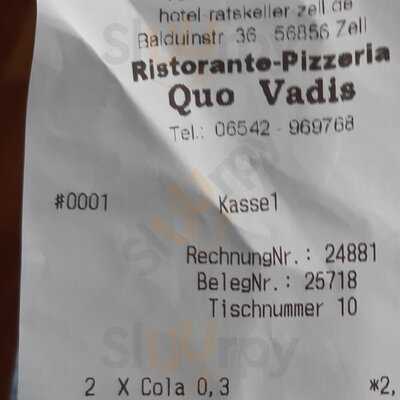 hotel-ratskeller-zell.de
Balduinstr. 36 56856 Zell
Ristorante-Pizzeria
Quo Vadis
Tel.: 06542 - 969768
#0001 Kasse1
RechnungNr.: 24881
BelegNr.: 25718
Tischnummer 10
2 X Cola 0,3 *2,